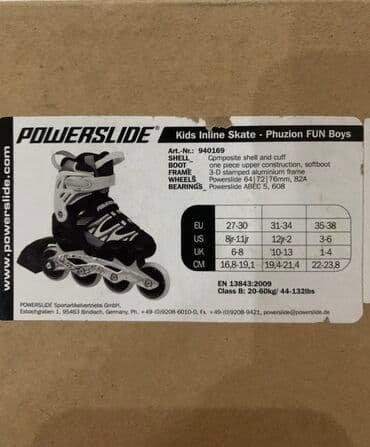 POWERSLIDE®
Kids Inline Skate - Phuzion FUN Boys
Art.-Nr.: 940169
SHELL Composite shell and cuff
BOOT one piece upper construction, softboot
FRAME 3-D stamped aluminium frame
WHEELS Powerslide 64|72|76mm, 82A
BEARINGS Powerslide ABEC 5, 608
EU 27-30 31-34 35-38
US 8jr-11jr 12jr-2 3-6
UK 6-8 10-13 1-4
CM 16,8-19,1 19,4-21,4 22-23,8
EN 13843:2009
Class B: 20-60kg/ 44-132lbs
POWERSLIDE Sportartikelvertriebs GmbH,
Esbachgraben 1, 95463 Bindlach, Germany, Ph. +49-(0)9208-6010-0, Fx. +49-(0)9208-9421, powerslide@powerslide.de
www.powerslide.com